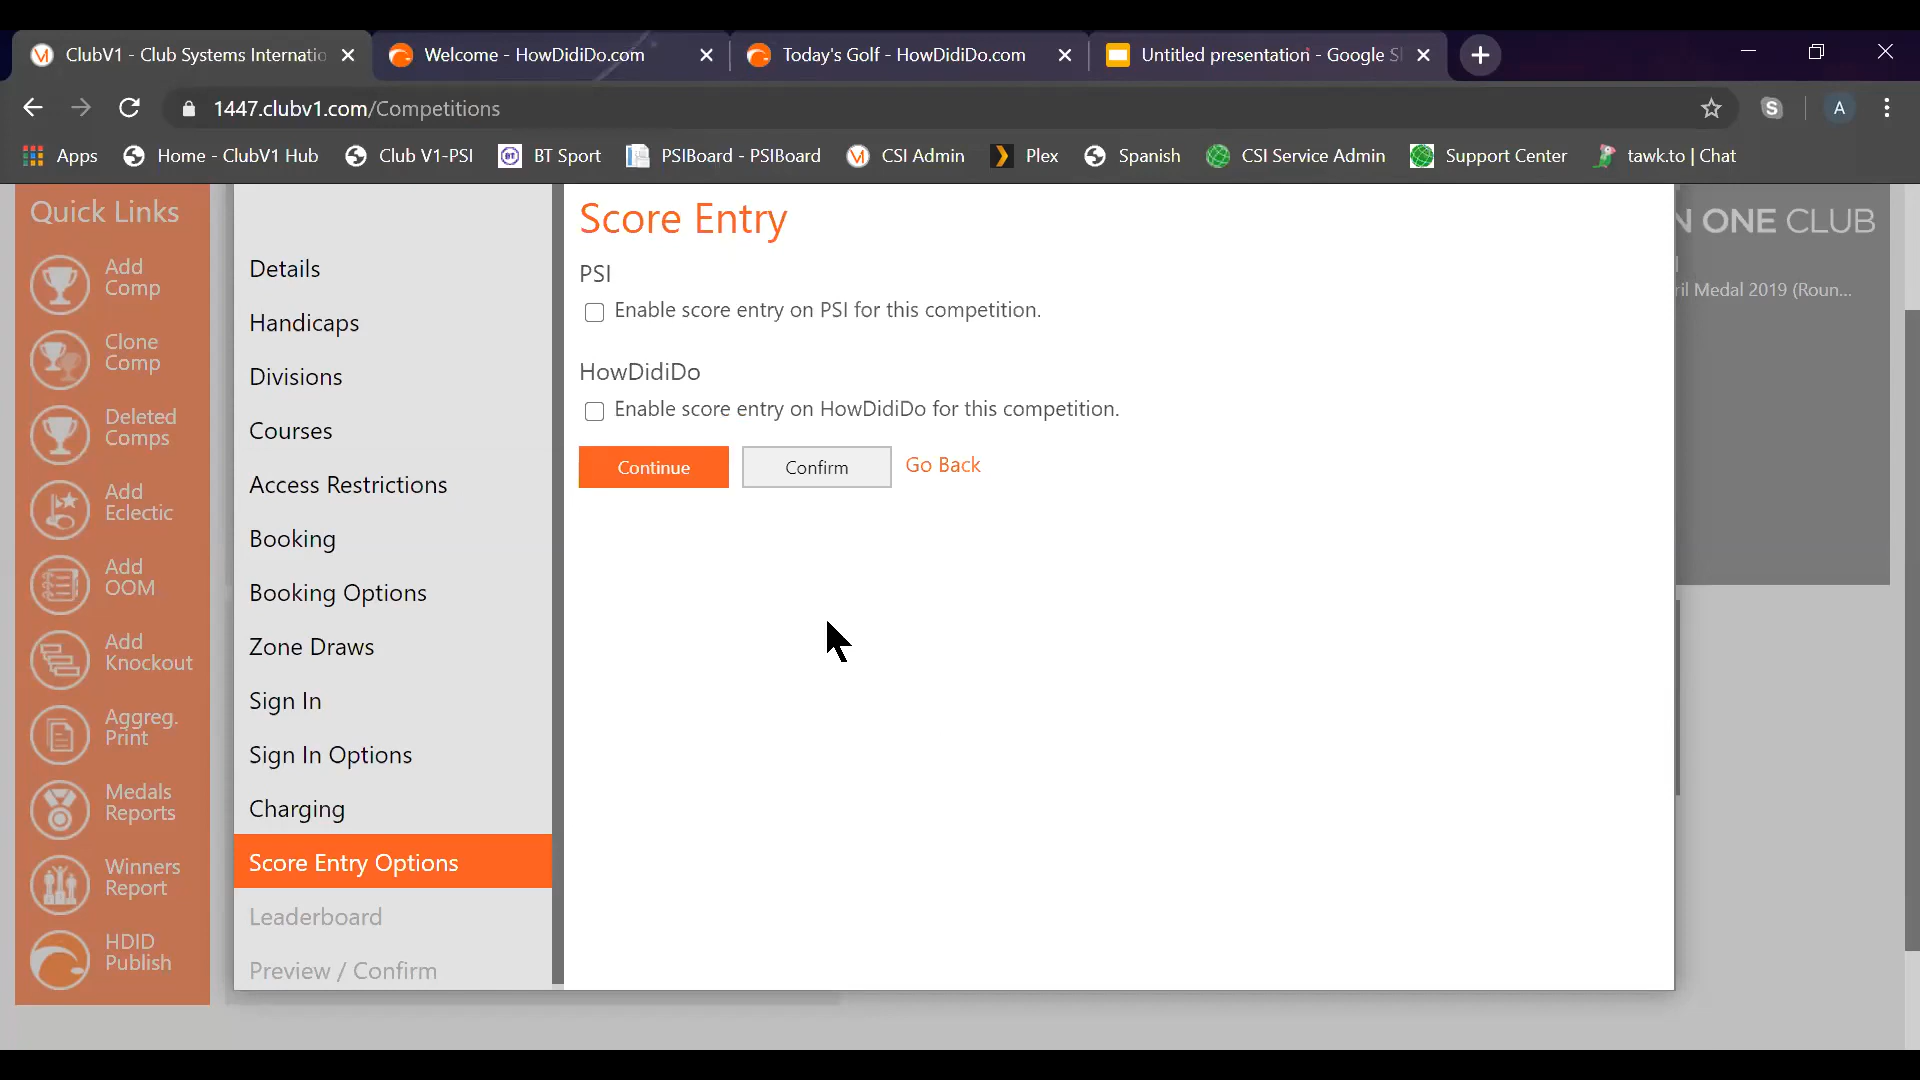 ClubV1 - Club Systems Internatio
Welcome - HowDidiDo.com
Today's Golf - HowDidiDo.com
Untitled presentation - Google Sl
1447.clubv1.com/Competitions
A
Apps
Home - ClubV1 Hub
Club V1-PSI
BT Sport
PSIBoard - PSIBoard
CSI Admin
Plex
Spanish
CSI Service Admin
Support Center
tawk.to | Chat
Quick Links
Add
Comp
Clone
Comp
Deleted
Comps
Add
Eclectic
Add
OOM
Add
Knockout
Aggreg.
Print
Medals
Reports
Winners
Report
HDID
Publish
Details
Handicaps
Divisions
Courses
Access Restrictions
Booking
Booking Options
Zone Draws
Sign In
Sign In Options
Charging
Score Entry Options
Leaderboard
Preview / Confirm
Score Entry
PSI
Enable score entry on PSI for this competition.
HowDidiDo
Enable score entry on HowDidiDo for this competition.
Continue
Confirm
Go Back
N ONE CLUB
ril Medal 2019 (Roun...